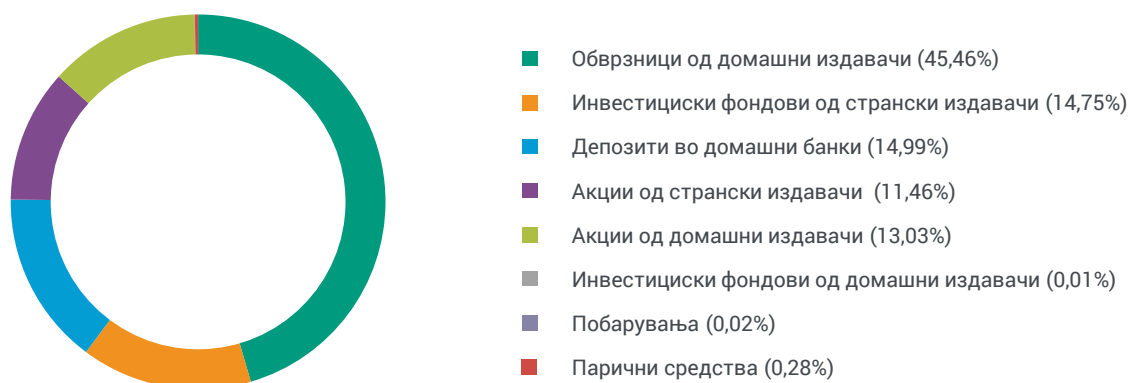 Обврзници од домашни издавачи (45,46%)
Инвестициски фондови од странски издавачи (14,75%)
Депозити во домашни банки (14,99%)
Акции од странски издавачи (11,46%)
Акции од домашни издавачи (13,03%)
Инвестициски фондови од домашни издавачи (0,01%)
Побарувања (0,02%)
Парични средства (0,28%)